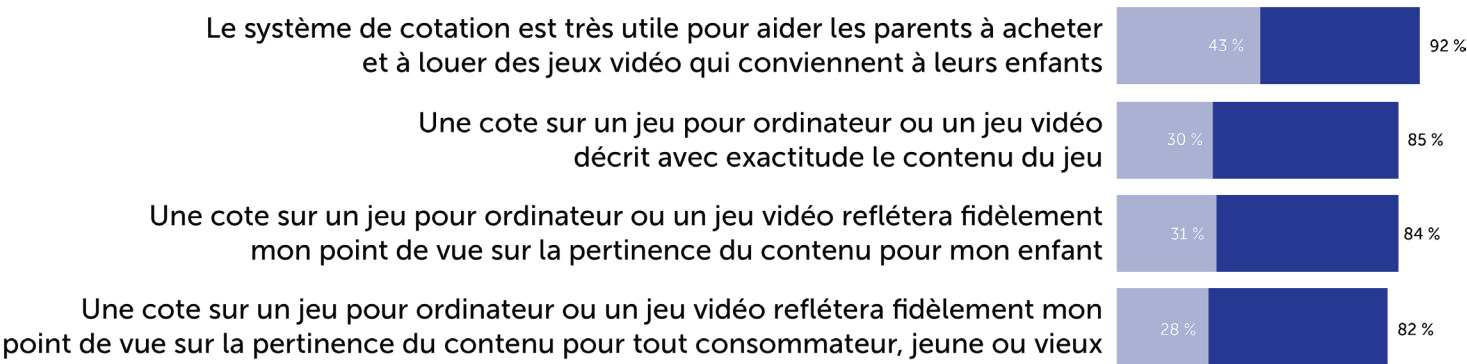 Le système de cotation est très utile pour aider les parents à acheter
et à louer des jeux vidéo qui conviennent à leurs enfants
43 %
92 %
Une cote sur un jeu pour ordinateur ou un jeu vidéo
décrit avec exactitude le contenu du jeu
30 %
85 %
Une cote sur un jeu pour ordinateur ou un jeu vidéo reflétera fidèlement
mon point de vue sur la pertinence du contenu pour mon enfant
31 %
84 %
Une cote sur un jeu pour ordinateur ou un jeu vidéo reflétera fidèlement mon
point de vue sur la pertinence du contenu pour tout consommateur, jeune ou vieux
28 %
82 %